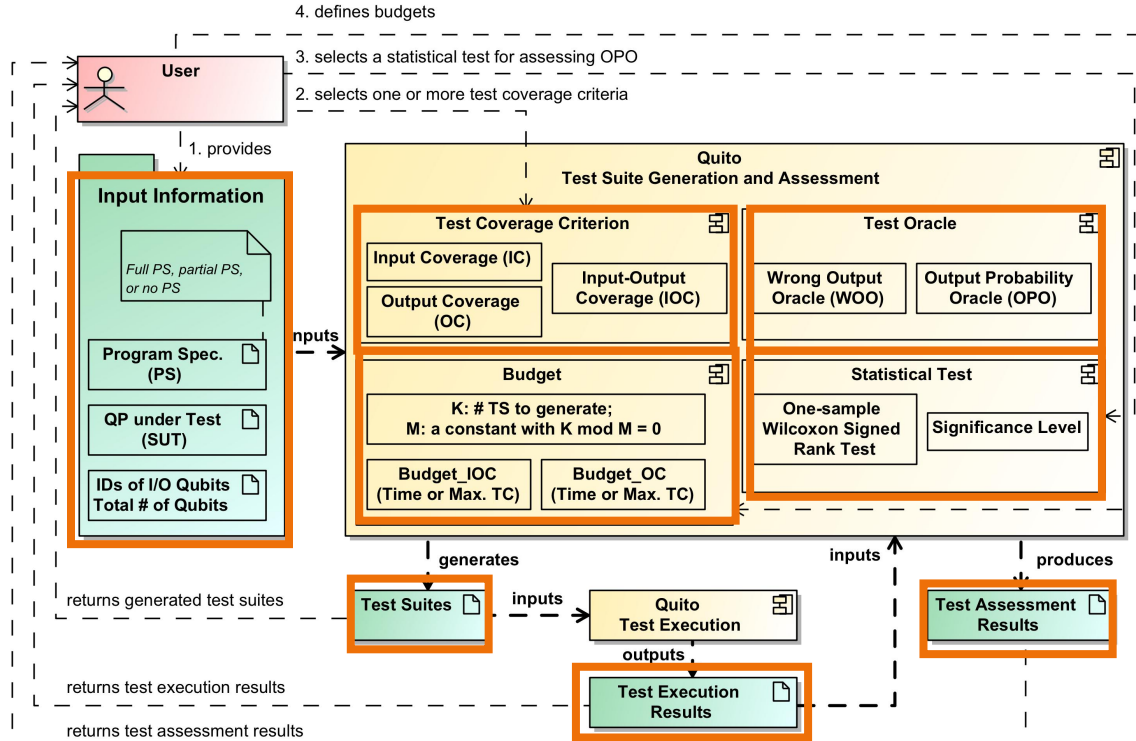 4. defines budgets
3. selects a statistical test for assessing OPO
User
2. selects one or more test coverage criteria
1. provides
Input Information
Full PS, partial PS,
or no PS
Program Spec.
(PS)
QP under Test
(SUT)
IDs of I/O Qubits
Total # of Qubits
nputs
Quito
Test Suite Generation and Assessment
Test Coverage Criterion
Input Coverage (IC)
Output Coverage
(OC)
Input-Output
Coverage (IOC)
Test Oracle
Wrong Output
Oracle (WOO)
Output Probability
Oracle (OPO)
Budget
K: # TS to generate;
M: a constant with K mod M = 0
Budget_IOC
(Time or Max. TC)
Budget_OC
(Time or Max. TC)
Statistical Test
One-sample
Wilcoxon Signed
Rank Test
Significance Level
generates
inputs
produces
returns generated test suites
Test Suites
inputs
Quito
Test Execution
Test Assessment
Results
outputs
returns test execution results
Test Execution
Results
returns test assessment results